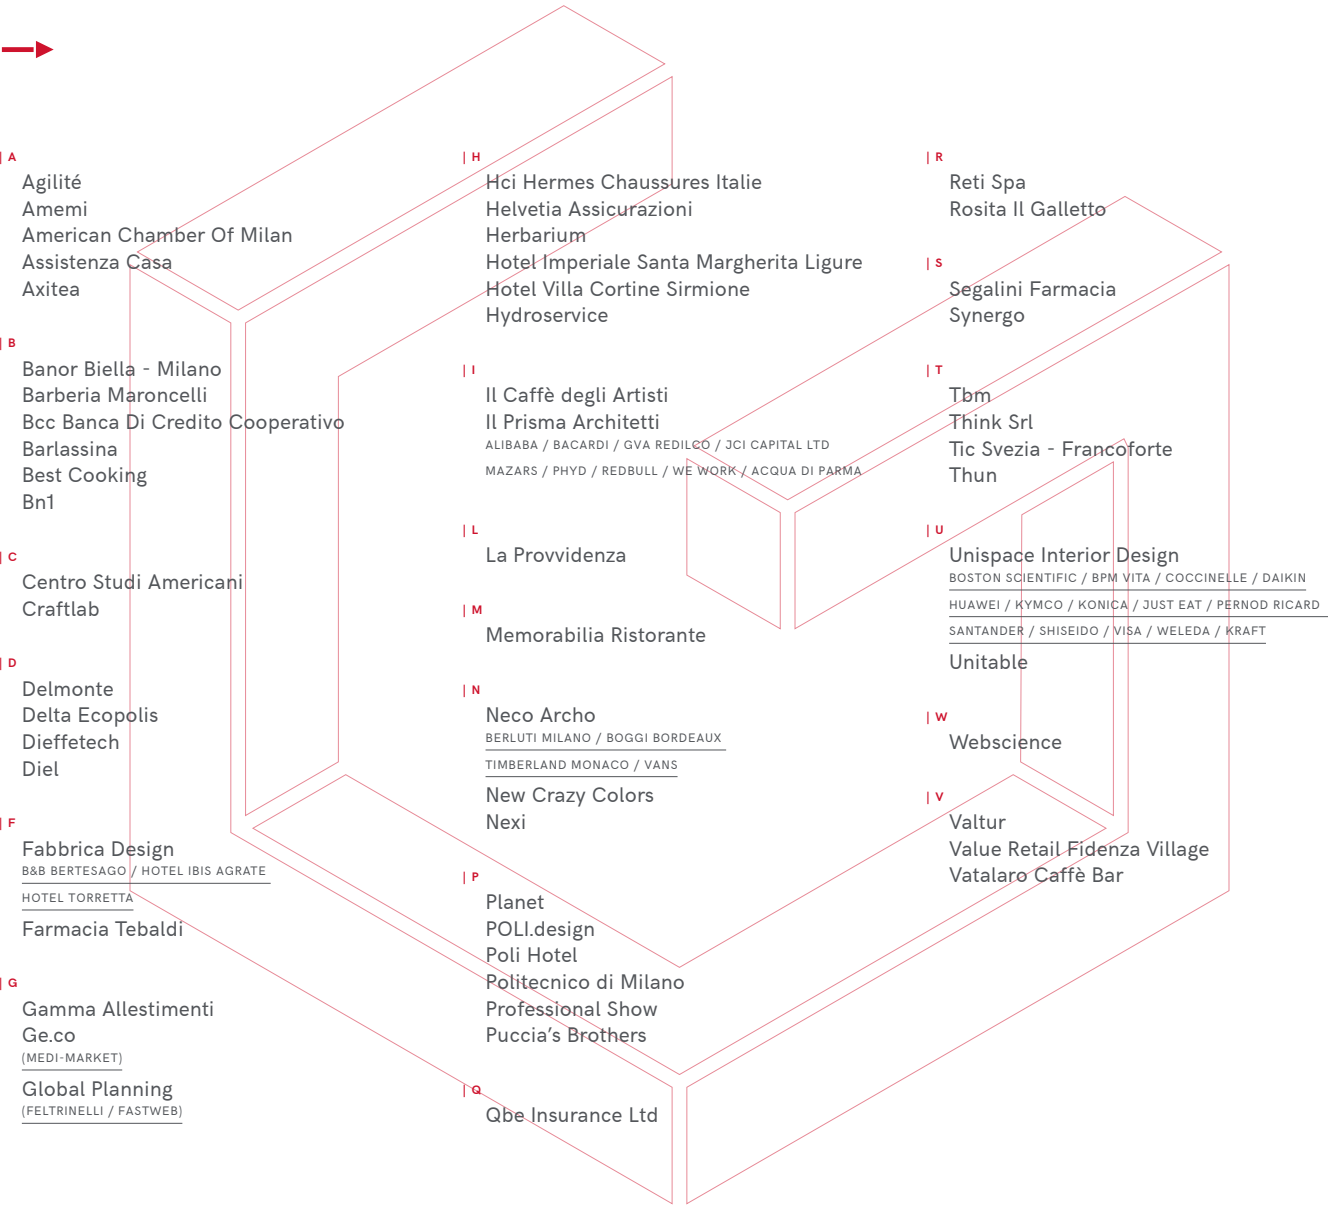 | A
Agilité
Amemi
American Chamber Of Milan
Assistenza Casa
Axitea
| B
Banor Biella - Milano
Barberia Maroncelli
Bcc Banca Di Credito Cooperativo
Barlassina
Best Cooking
Bn1
| C
Centro Studi Americani
Craftlab
| D
Delmonte
Delta Ecopolis
Dieffetech
Diel
| F
Fabbrica Design
B&B BERTESAGO / HOTEL IBIS AGRATE
HOTEL TORRETTA
Farmacia Tebaldi
| G
Gamma Allestimenti
Ge.co
(MEDI-MARKET)
Global Planning
(FELTRINELLI / FASTWEB)
| H
Hci Hermes Chaussures Italie
Helvetia Assicurazioni
Herbarium
Hotel Imperiale Santa Margherita Ligure
Hotel Villa Cortine Sirmione
Hydroservice
| I
Il Caffè degli Artisti
Il Prisma Architetti
ALIBABA / BACARDI / GVA REDILCO / JCI CAPITAL LTD
MAZARS / PHYD / REDBULL / WE WORK / ACQUA DI PARMA
| L
La Provvidenza
| M
Memorabilia Ristorante
| N
Neco Archo
BERLUTI MILANO / BOGGI BORDEAUX
TIMBERLAND MONACO / VANS
New Crazy Colors
Nexi
| P
Planet
POLI.design
Poli Hotel
Politecnico di Milano
Professional Show
Puccia’s Brothers
| Q
Qbe Insurance Ltd
| R
Reti Spa
Rosita Il Galletto
| S
Segalini Farmacia
Synergo
| T
Tbm
Think Srl
Tic Svezia - Francoforte
Thun
| U
Unispace Interior Design
BOSTON SCIENTIFIC / BPM VITA / COCCINELLE / DAIKIN
HUAWEI / KYMCO / KONICA / JUST EAT / PERNOD RICARD
SANTANDER / SHISEIDO / VISA / WELEDA / KRAFT
Unitable
| W
Webscience
| V
Valtur
Value Retail Fidenza Village
Vatalaro Caffè Bar